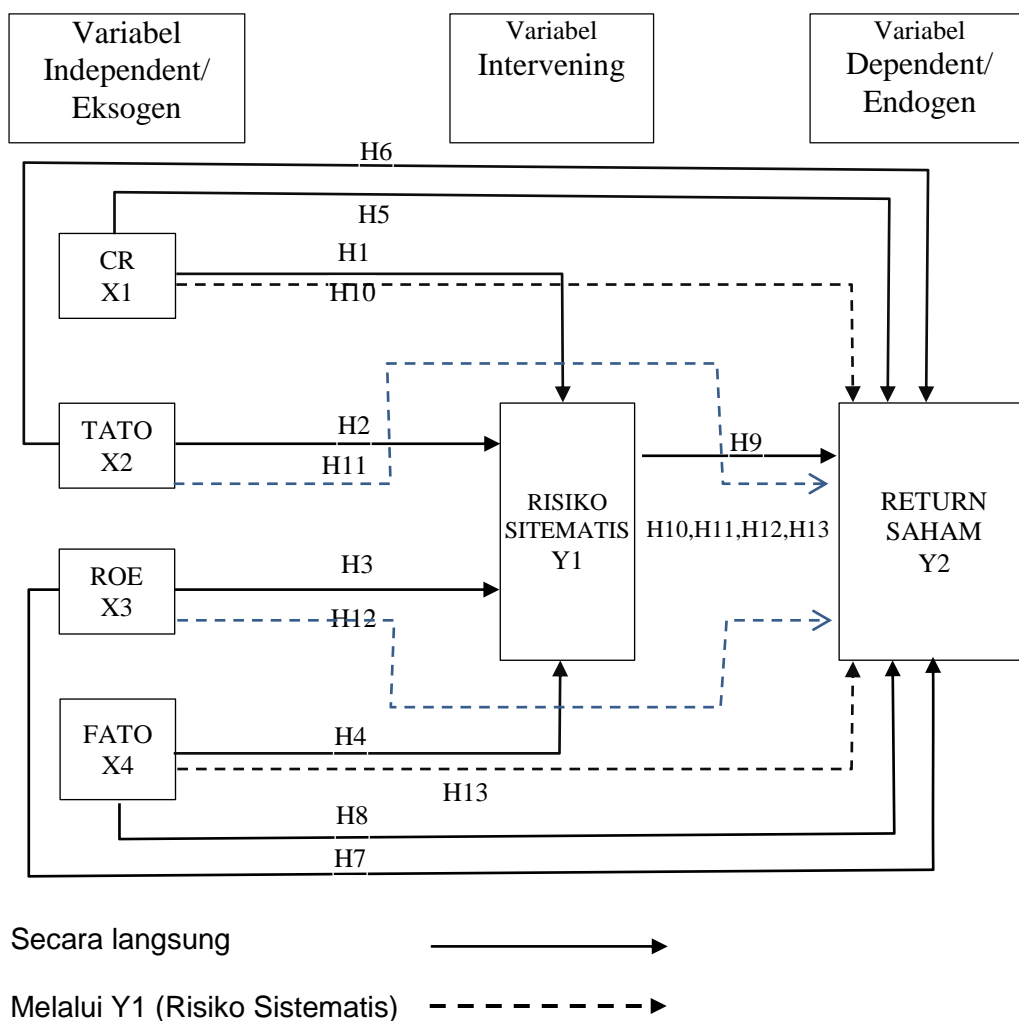 Variabel
Independent/
Eksogen
Variabel
Intervening
Variabel
Dependent/
Endogen
H6
H5
CR
X1
H1
H10
TATO
X2
H2
H11
H9
RISIKO
SITEMATIS
Y1
H10,H11,H12,H13
RETURN
SAHAM
Y2
ROE
X3
H3
H12
FATO
X4
H4
H13
H8
H7
Secara langsung
Melalui Y1 (Risiko Sistematis)